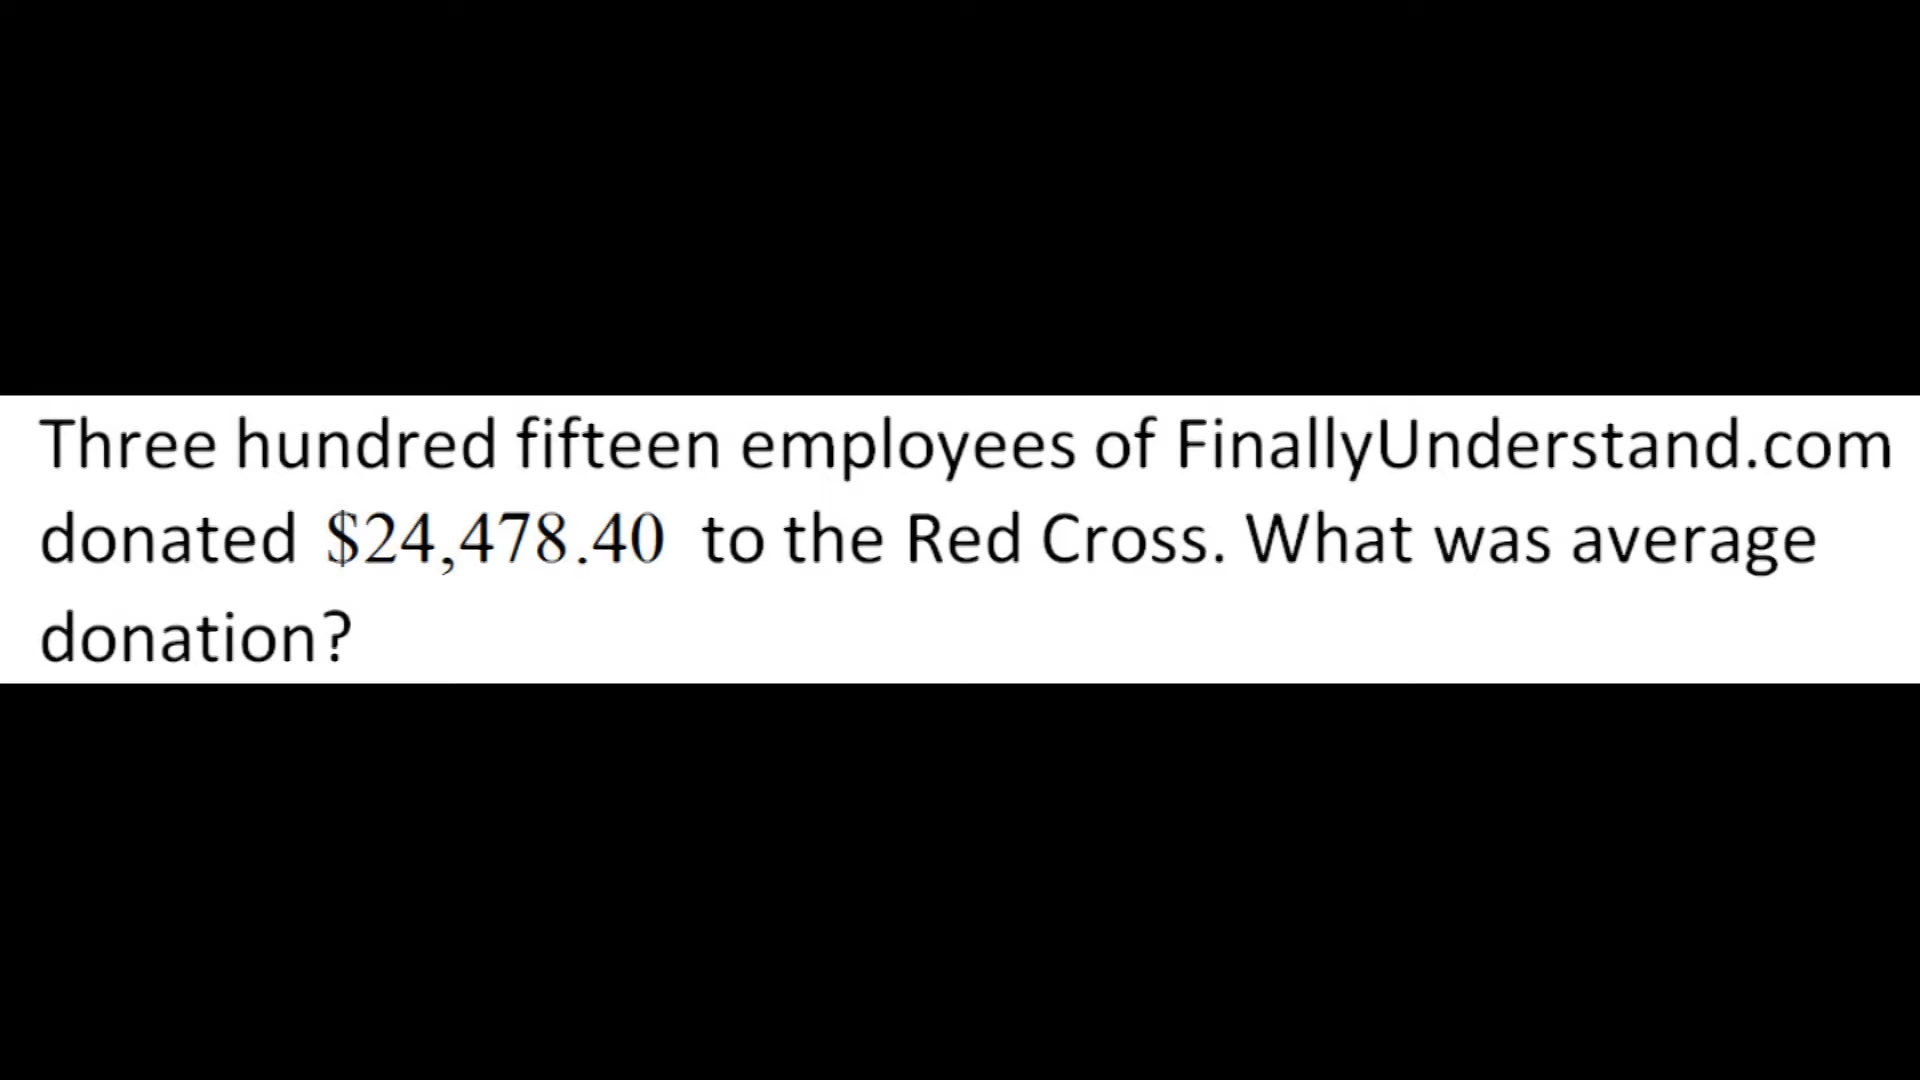 Three hundred fifteen employees of FinallyUnderstand.com
donated $24,478.40 to the Red Cross. What was average
donation?